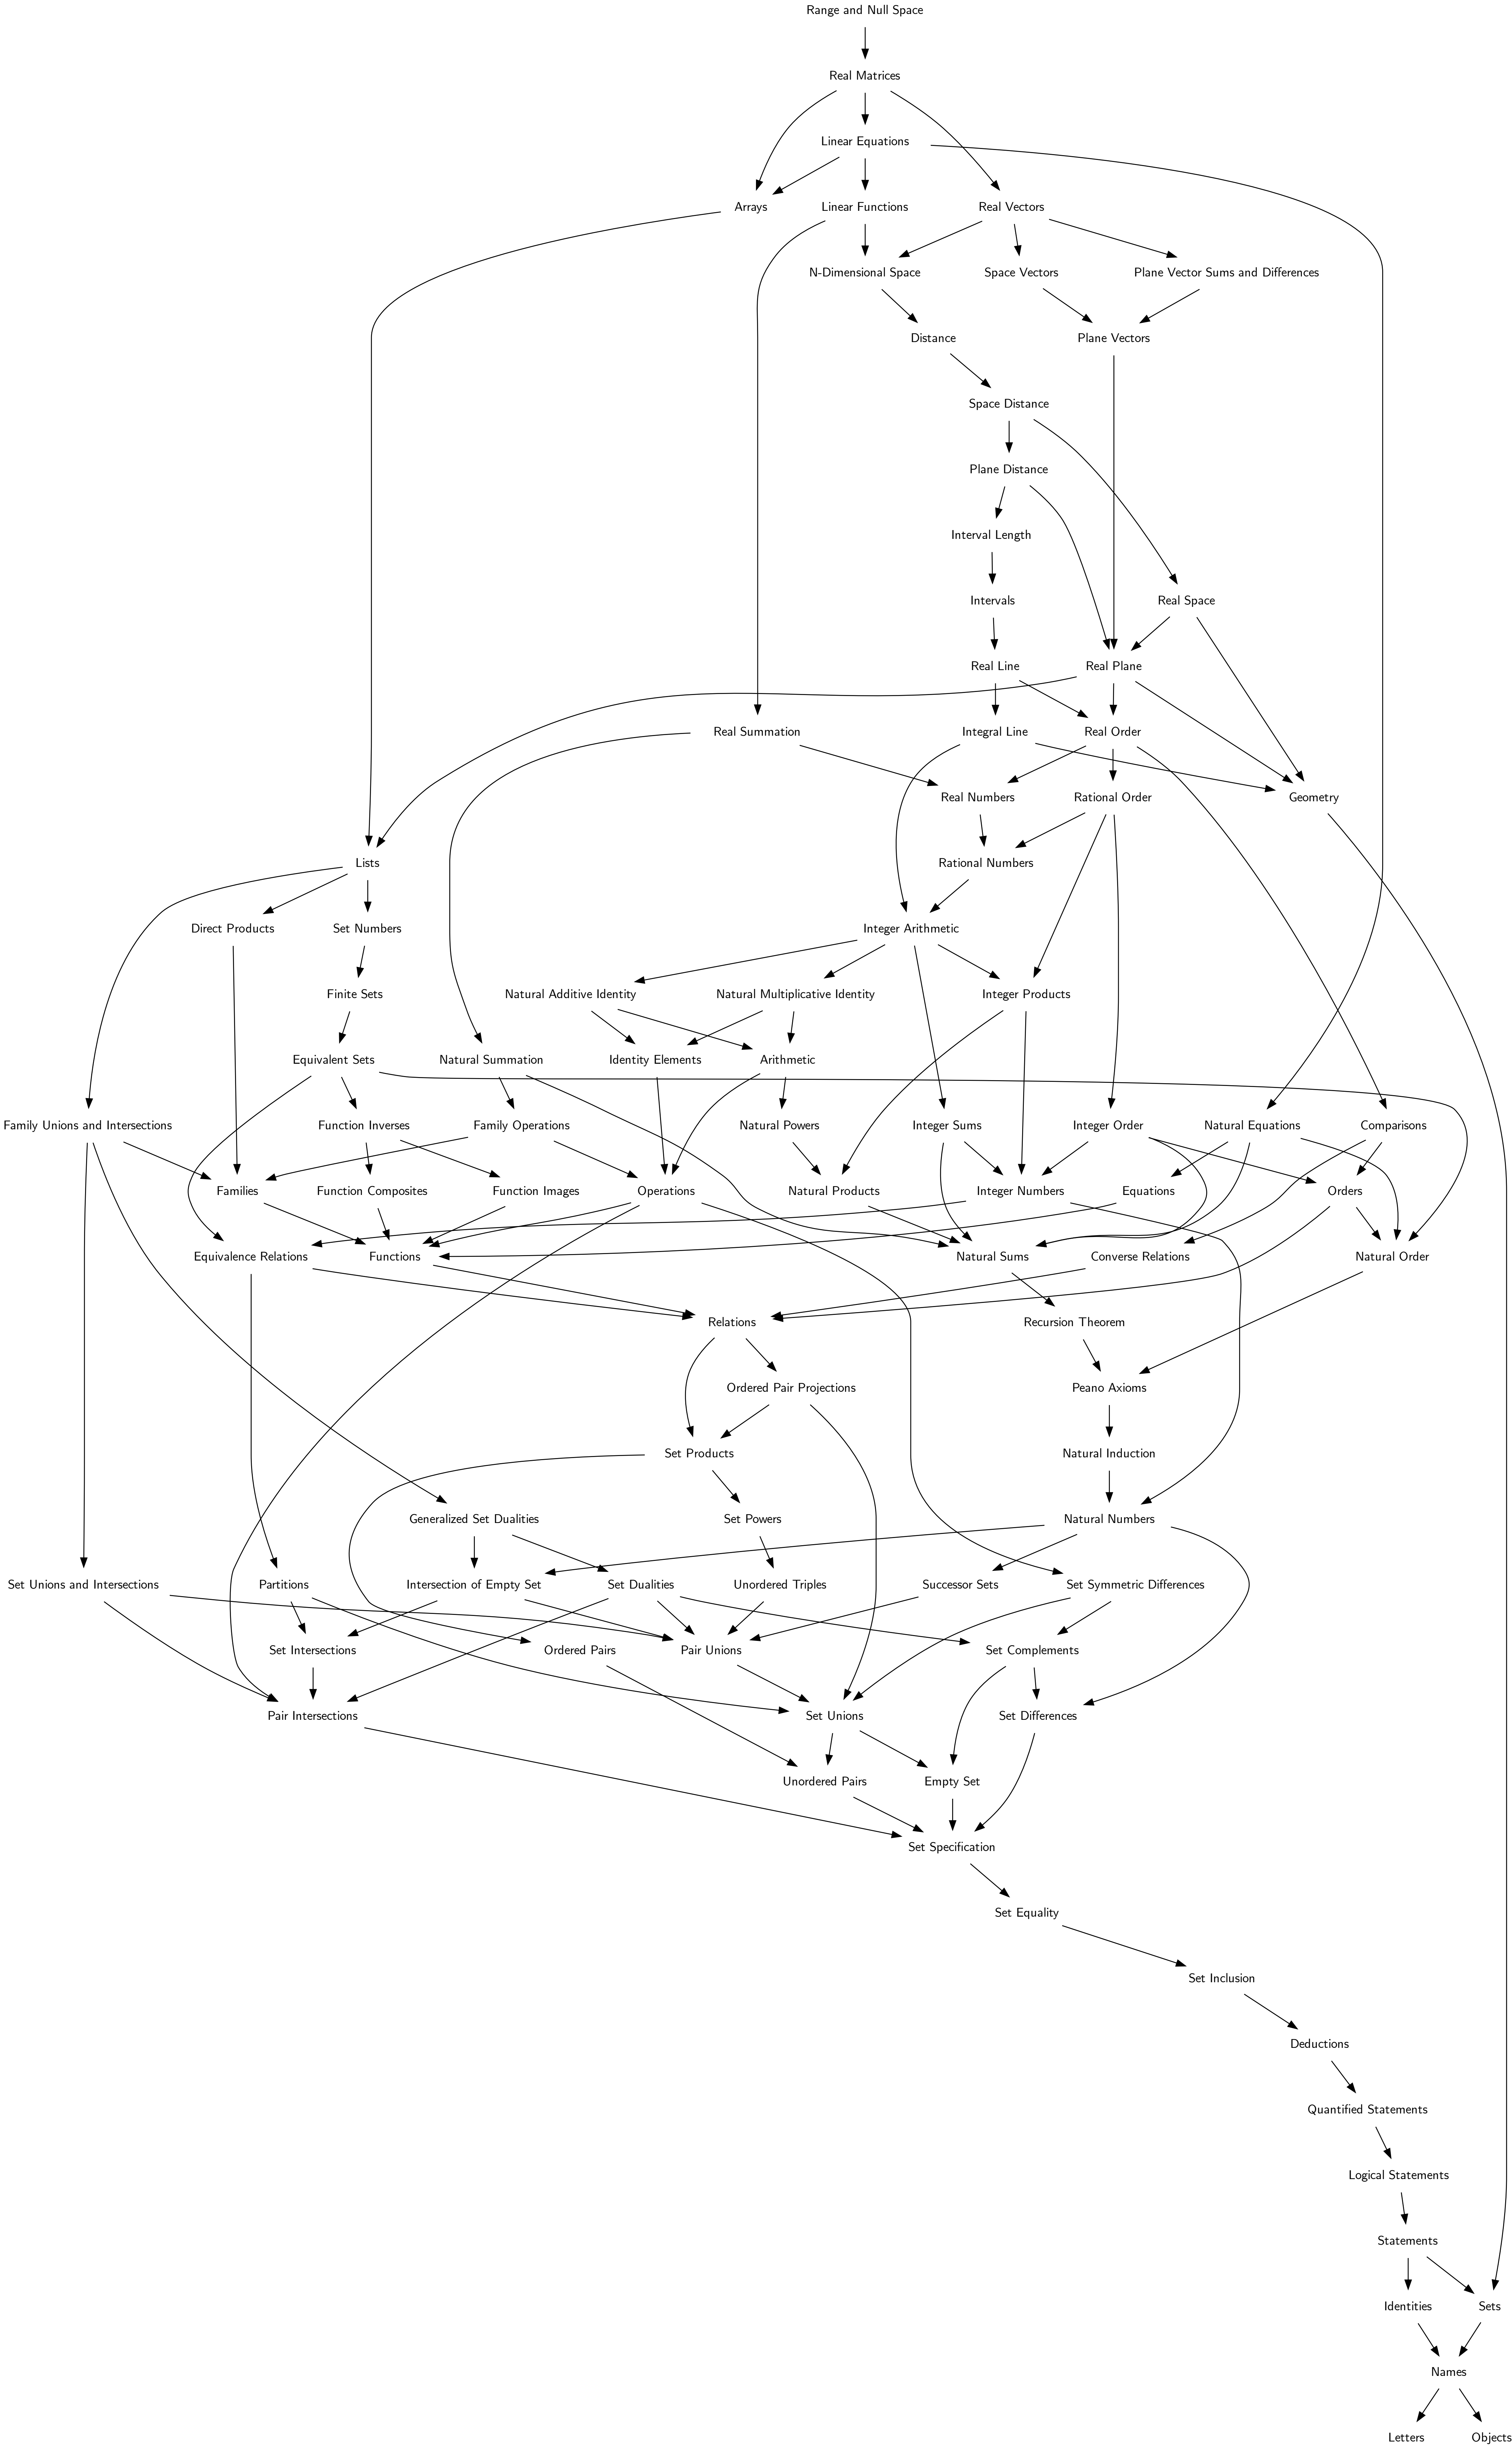 Range and Null Space
Real Matrices
Linear Equations
Arrays
Linear Functions
Real Vectors
N-Dimensional Space
Space Vectors
Plane Vector Sums and Differences
Distance
Plane Vectors
Space Distance
Plane Distance
Interval Length
Intervals
Real Space
Real Line
Real Plane
Real Summation
Integral Line
Real Order
Real Numbers
Rational Order
Geometry
Lists
Rational Numbers
Direct Products
Set Numbers
Integer Arithmetic
Finite Sets
Natural Additive Identity
Natural Multiplicative Identity
Integer Products
Equivalent Sets
Natural Summation
Identity Elements
Arithmetic
Family Unions and Intersections
Function Inverses
Family Operations
Natural Powers
Integer Sums
Integer Order
Natural Equations
Comparisons
Families
Function Composites
Function Images
Operations
Natural Products
Integer Numbers
Equations
Orders
Equivalence Relations
Functions
Natural Sums
Converse Relations
Natural Order
Relations
Recursion Theorem
Ordered Pair Projections
Peano Axioms
Set Products
Natural Induction
Generalized Set Dualities
Set Powers
Natural Numbers
Set Unions and Intersections
Partitions
Intersection of Empty Set
Set Dualities
Unordered Triples
Successor Sets
Set Symmetric Differences
Set Intersections
Ordered Pairs
Pair Unions
Set Complements
Pair Intersections
Set Unions
Set Differences
Unordered Pairs
Empty Set
Set Specification
Set Equality
Set Inclusion
Deductions
Quantified Statements
Logical Statements
Statements
Identities
Sets
Names
Letters
Objects